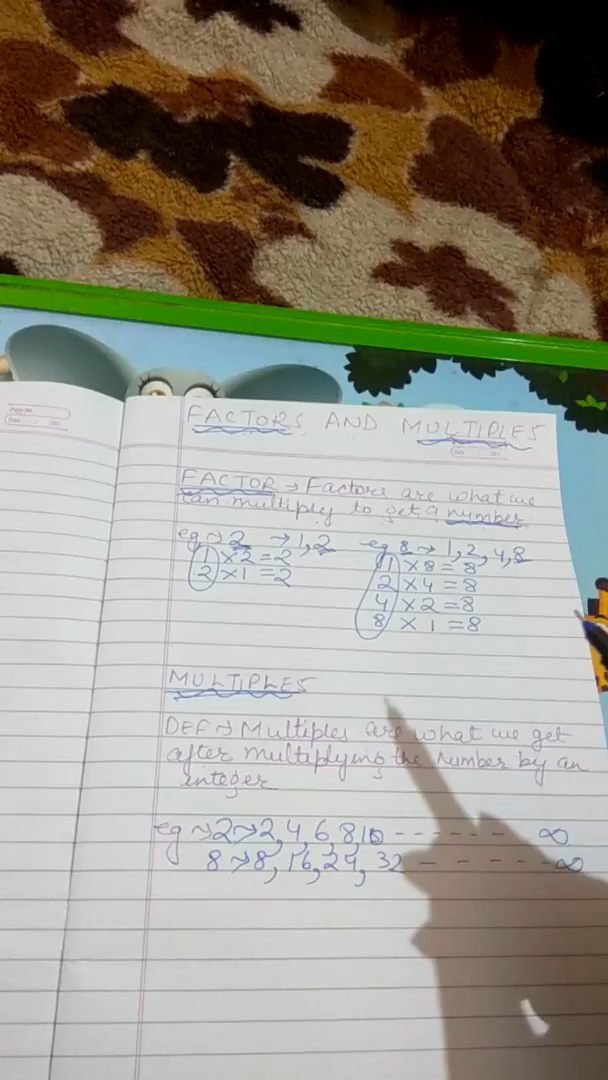 FACTORS AND MULTIPLES
FACTOR → Factors are what we
can multiply to get a number
eg → 2 → 1, 2
1 × 2 = 2
2 × 1 = 2
eg 8 → 1, 2, 4, 8
1 × 8 = 8
2 × 4 = 8
4 × 2 = 8
8 × 1 = 8
MULTIPLES
DEF → Multiples are what we get
after multiplying the number by an
integer
eg → 2 → 2, 4, 6, 8, 10 - - - - - - ∞
8 → 8, 16, 24, 32 - - - - - ∞